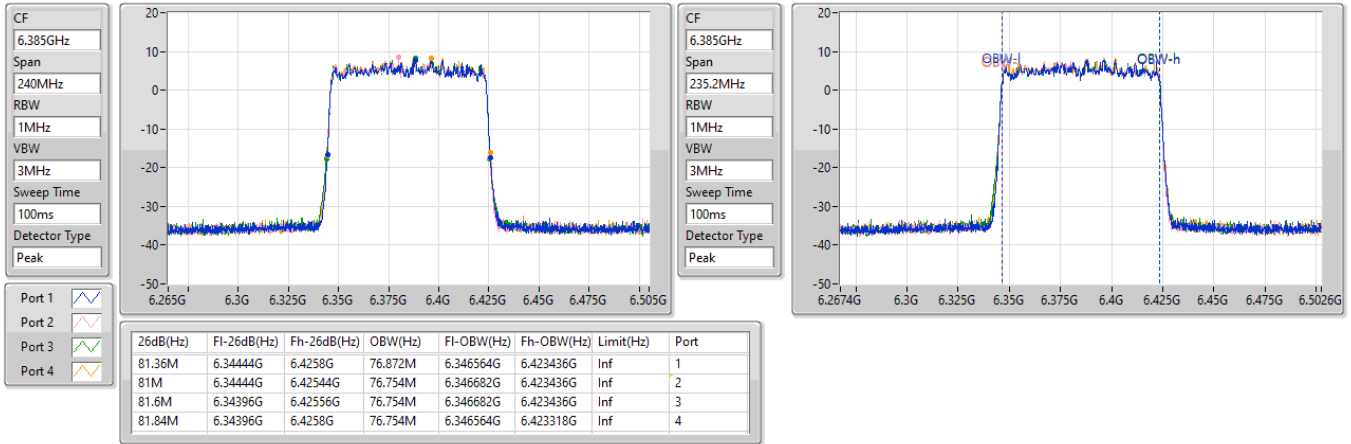 CF
6.385GHz
Span
240MHz
RBW
1MHz
VBW
3MHz
Sweep Time
100ms
Detector Type
Peak
20
10
0
-10
-20
-30
-40
-50
6.265G 6.3G 6.325G 6.35G 6.375G 6.4G 6.425G 6.45G 6.475G 6.505G
CF
6.385GHz
Span
235.2MHz
RBW
1MHz
VBW
3MHz
Sweep Time
100ms
Detector Type
Peak
20
10
0
-10
-20
-30
-40
-50
OBW-l OBW-h
6.2674G 6.3G 6.325G 6.35G 6.375G 6.4G 6.425G 6.45G 6.475G 6.5026G
Port 1
Port 2
Port 3
Port 4
26dB(Hz) Fl-26dB(Hz) Fh-26dB(Hz) OBW(Hz) Fl-OBW(Hz) Fh-OBW(Hz) Limit(Hz) Port
81.36M 6.34444G 6.4258G 76.872M 6.346564G 6.423436G Inf 1
81M 6.34444G 6.42544G 76.754M 6.346682G 6.423436G Inf 2
81.6M 6.34396G 6.42556G 76.754M 6.346682G 6.423436G Inf 3
81.84M 6.34396G 6.4258G 76.754M 6.346564G 6.423318G Inf 4